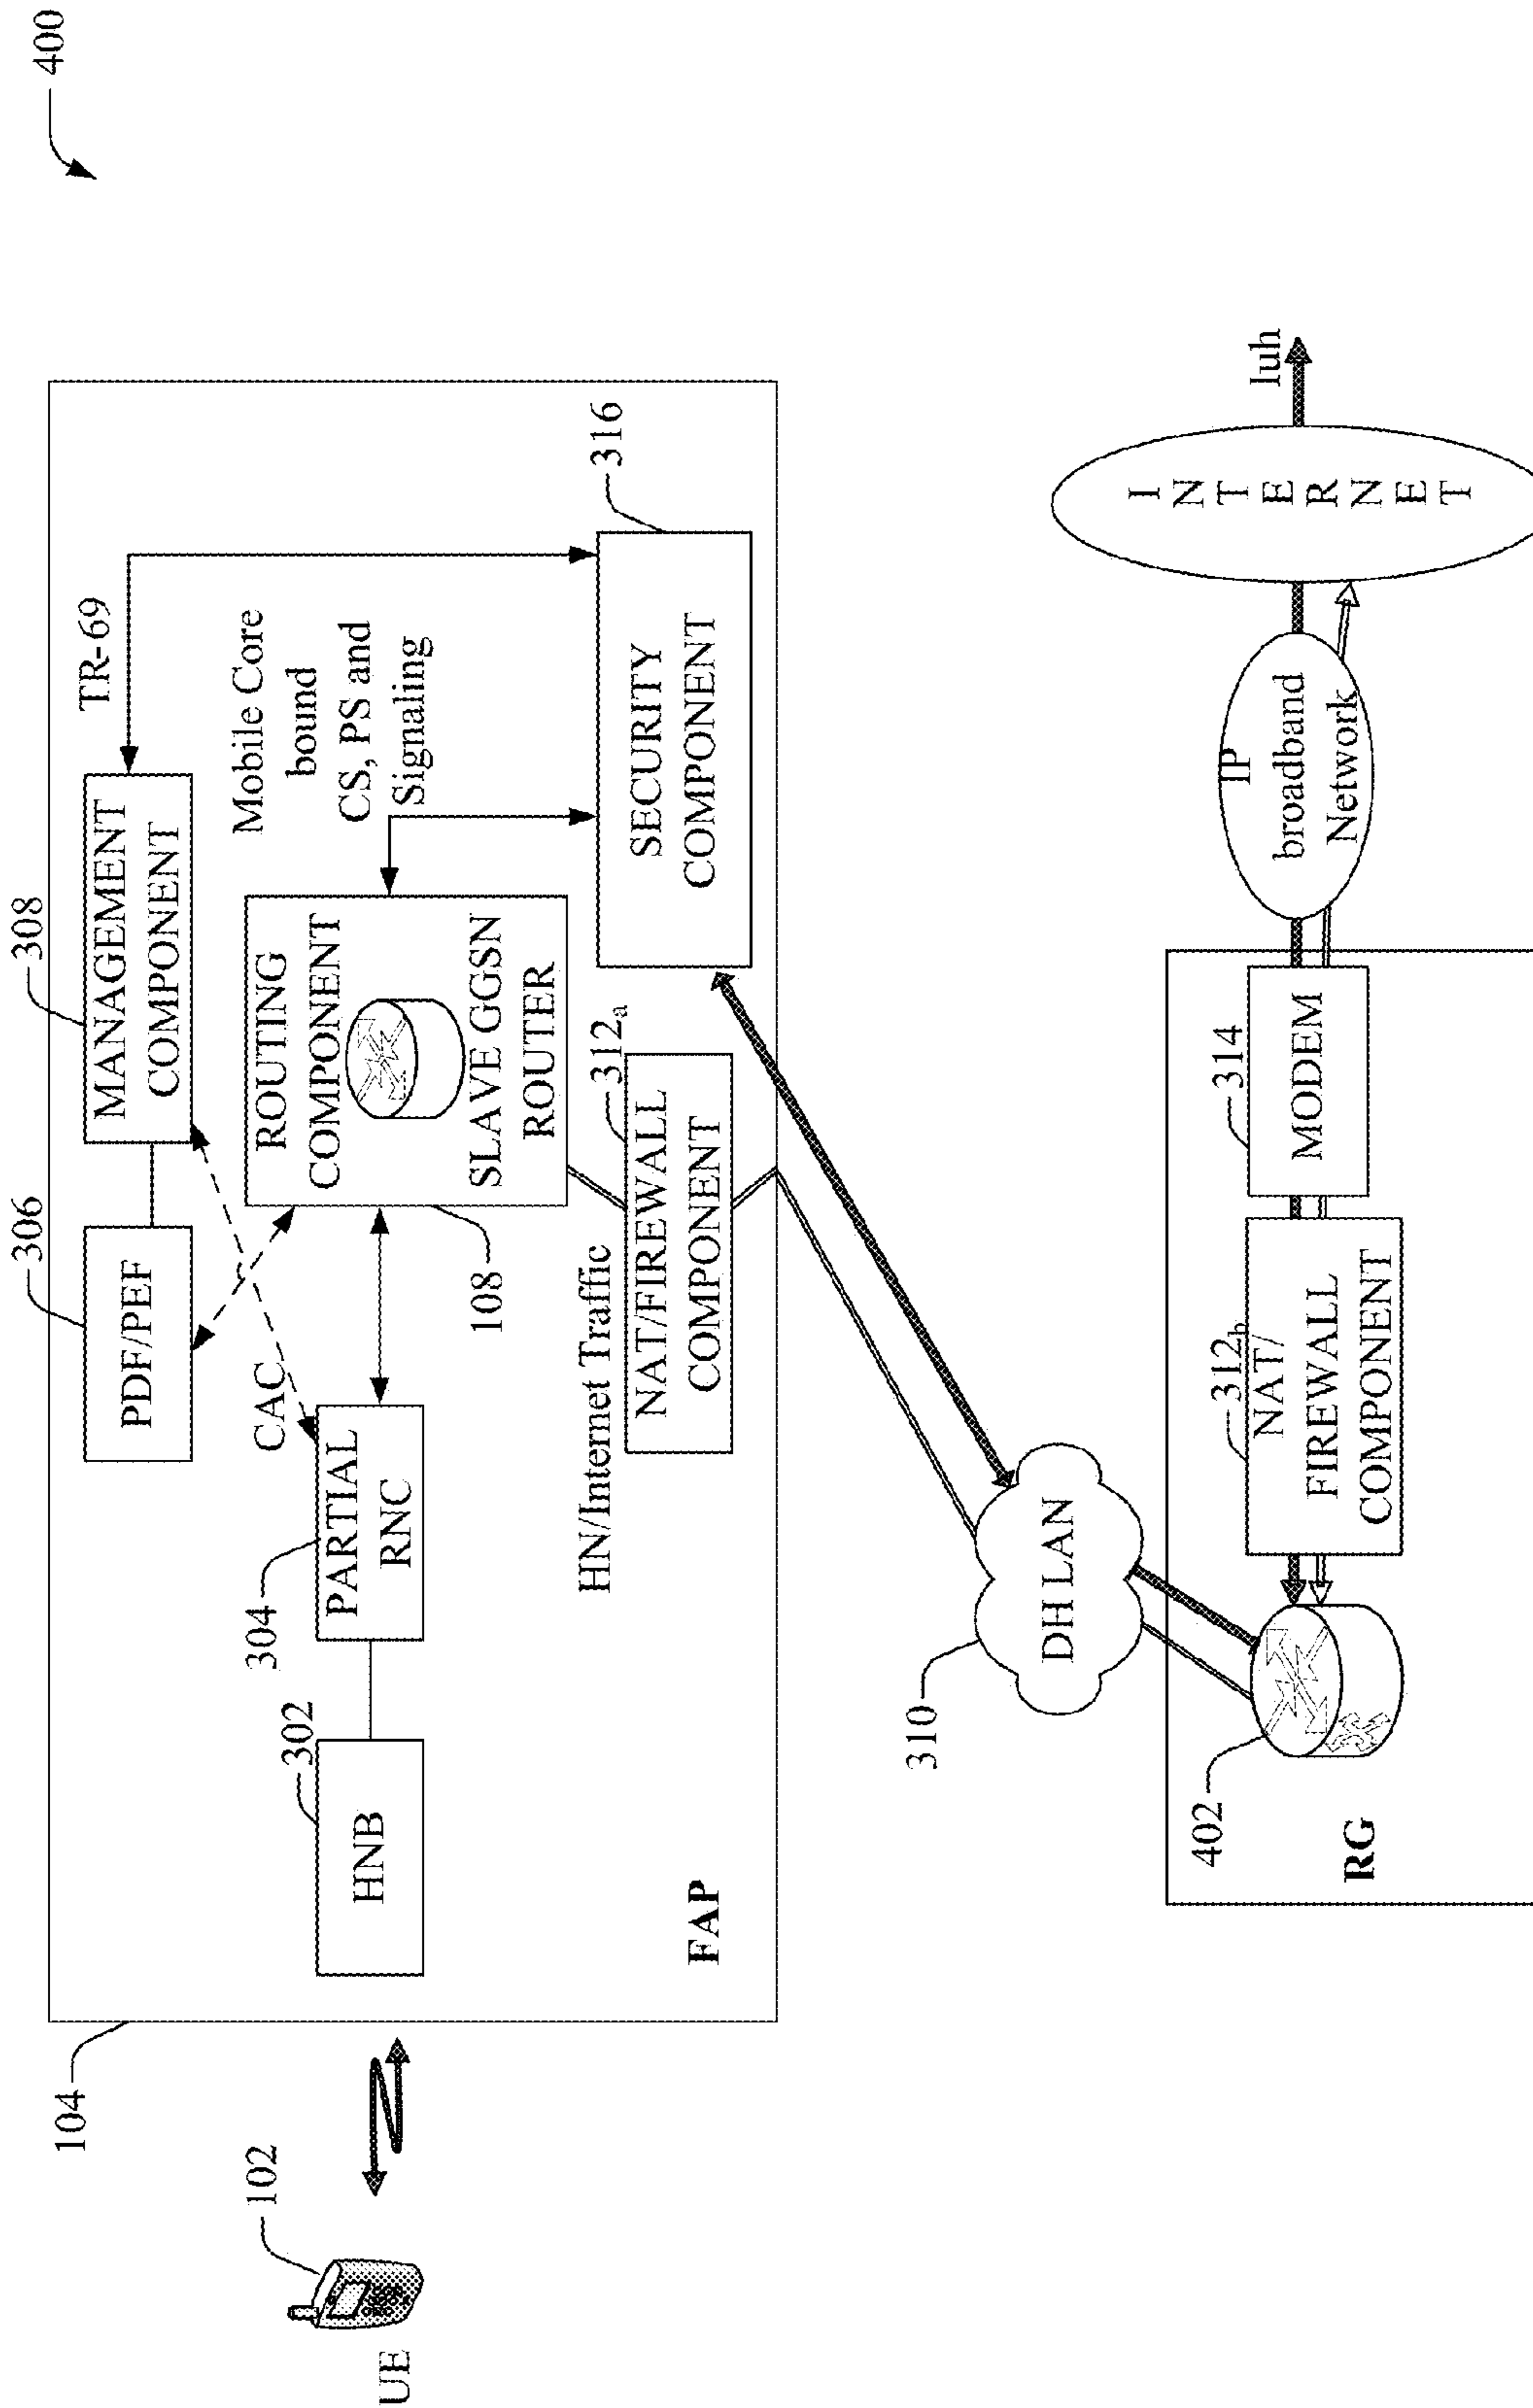 400
104
102
UE
FAP
302
HNB
304
PARTIAL
RNC
CAC
306
PDF/PEF
308
MANAGEMENT
COMPONENT
TR-69
108
ROUTING
COMPONENT
SLAVE GGSN
ROUTER
Mobile Core
bound
CS, PS and
Signaling
HN/Internet Traffic
312a
NAT/FIREWALL
COMPONENT
316
SECURITY
COMPONENT
310
DH LAN
RG
402
312b
NAT/
FIREWALL
COMPONENT
314
MODEM
IP
broadband
Network
INTERNET
Iuh